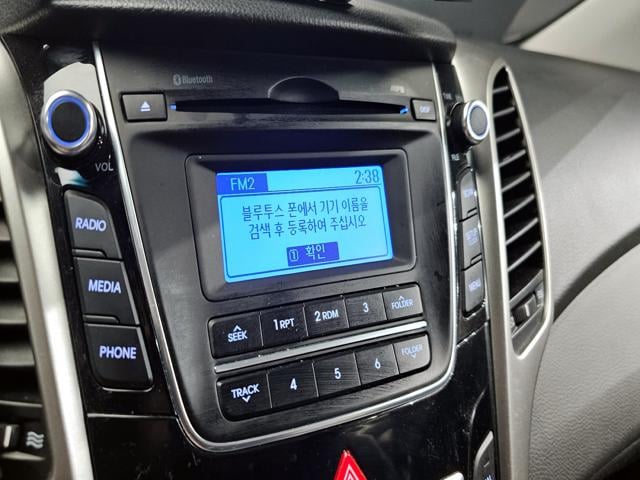 Bluetooth
DISP
VOL
FM2 2:38
블루투스 폰에서 기기 이름을
검색 후 등록하여 주십시오
1 확인
RADIO
MEDIA
PHONE
MENU
SEEK
1 RPT
2 RDM
3
FOLDER
TRACK
4
5
6
FOLDER